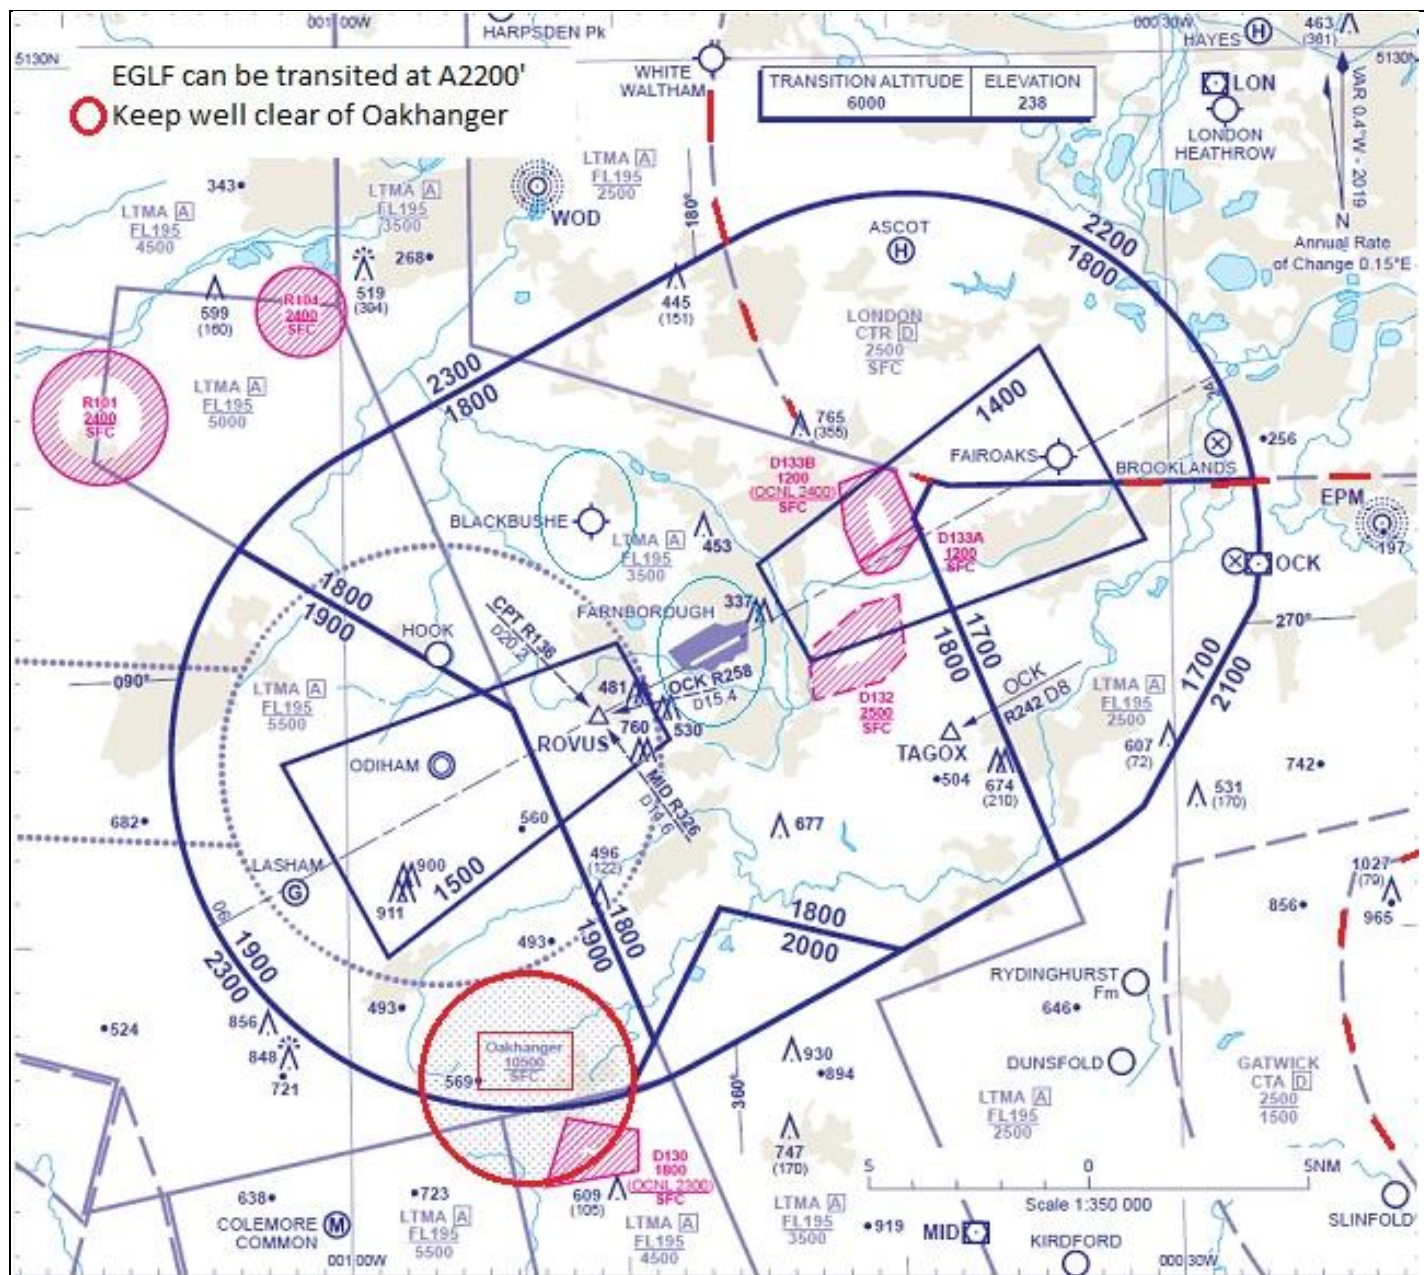 HARPSDEN Pk
001°00W
000°30W
463
(361)
HAYES
5130N
5130N
EGLF can be transited at A2200'
Keep well clear of Oakhanger
WHITE
WALTHAM
TRANSITION ALTITUDE
6000
ELEVATION
238
LON
LONDON
HEATHROW
VAR 0.4°W - 2019
N
Annual Rate
of Change 0.15°E
343
LTMA A
FL195
4500
LTMA A
FL195
3500
268
519
(394)
WOD
LTMA A
FL195
2500
180°
ASCOT
2200
1800
599
(160)
R104
2400
SFC
445
(151)
LONDON
CTR D
2500
SFC
2300
1800
R101
2400
SFC
LTMA A
FL195
5000
1400
765
(355)
FAIROAKS
BROOKLANDS
256
24
D133B
1200
(OCNL 2400)
SFC
EPM
197
BLACKBUSHE
LTMA A
FL195
3500
453
D133A
1200
SFC
OCK
1800
1900
HOOK
FARNBOROUGH
337
CPT R136
D20.2
270°
1700
1800
090°
LTMA A
FL195
5500
481
OCK R258
D15.4
D132
2500
SFC
OCK
R242 D8
LTMA A
FL195
2500
1700
2100
ROVUS
760
530
TAGOX
607
(72)
ODIHAM
MID R326
D14.6
504
674
(210)
742
531
(170)
682
560
677
LASHAM
900
911
1500
496
(122)
1027
(79)
965
06
1900
2300
493
1800
1900
1800
2000
856
RYDINGHURST
Fm
646
493
856
524
848
721
Oakhanger
10500
SFC
569
930
894
DUNSFOLD
GATWICK
CTA D
2500
1500
360°
LTMA A
FL195
2500
747
(170)
D130
1800
(OCNL 2300)
SFC
5
0
5NM
Scale 1:350 000
638
COLEMORE
COMMON
M
723
LTMA A
FL195
5500
609
(105)
LTMA A
FL195
4500
LTMA A
FL195
3500
919
MID
KIRDFORD
SLINFOLD
001°00W
000°30W